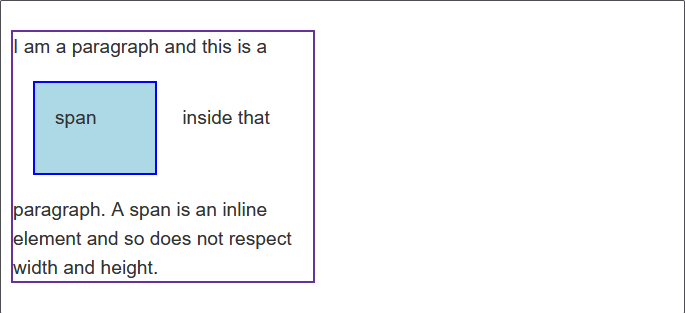 I am a paragraph and this is a
span inside that
paragraph. A span is an inline
element and so does not respect
width and height.